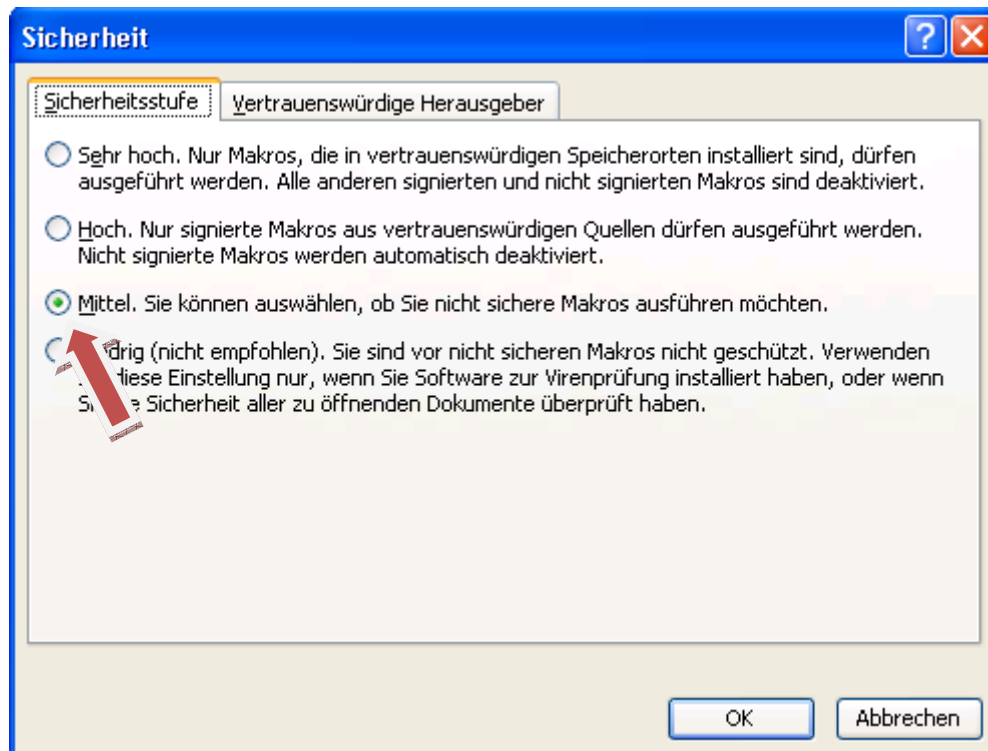 Sicherheit
Sicherheitsstufe
Vertrauenswürdige Herausgeber
Sehr hoch. Nur Makros, die in vertrauenswürdigen Speicherorten installiert sind, dürfen
ausgeführt werden. Alle anderen signierten und nicht signierten Makros sind deaktiviert.
Hoch. Nur signierte Makros aus vertrauenswürdigen Quellen dürfen ausgeführt werden.
Nicht signierte Makros werden automatisch deaktiviert.
Mittel. Sie können auswählen, ob Sie nicht sichere Makros ausführen möchten.
(nicht empfohlen). Sie sind vor nicht sicheren Makros nicht geschützt. Verwenden
diese Einstellung nur, wenn Sie Software zur Virenprüfung installiert haben, oder wenn
Sicherheit aller zu öffnenden Dokumente überprüft haben.
OK
Abbrechen